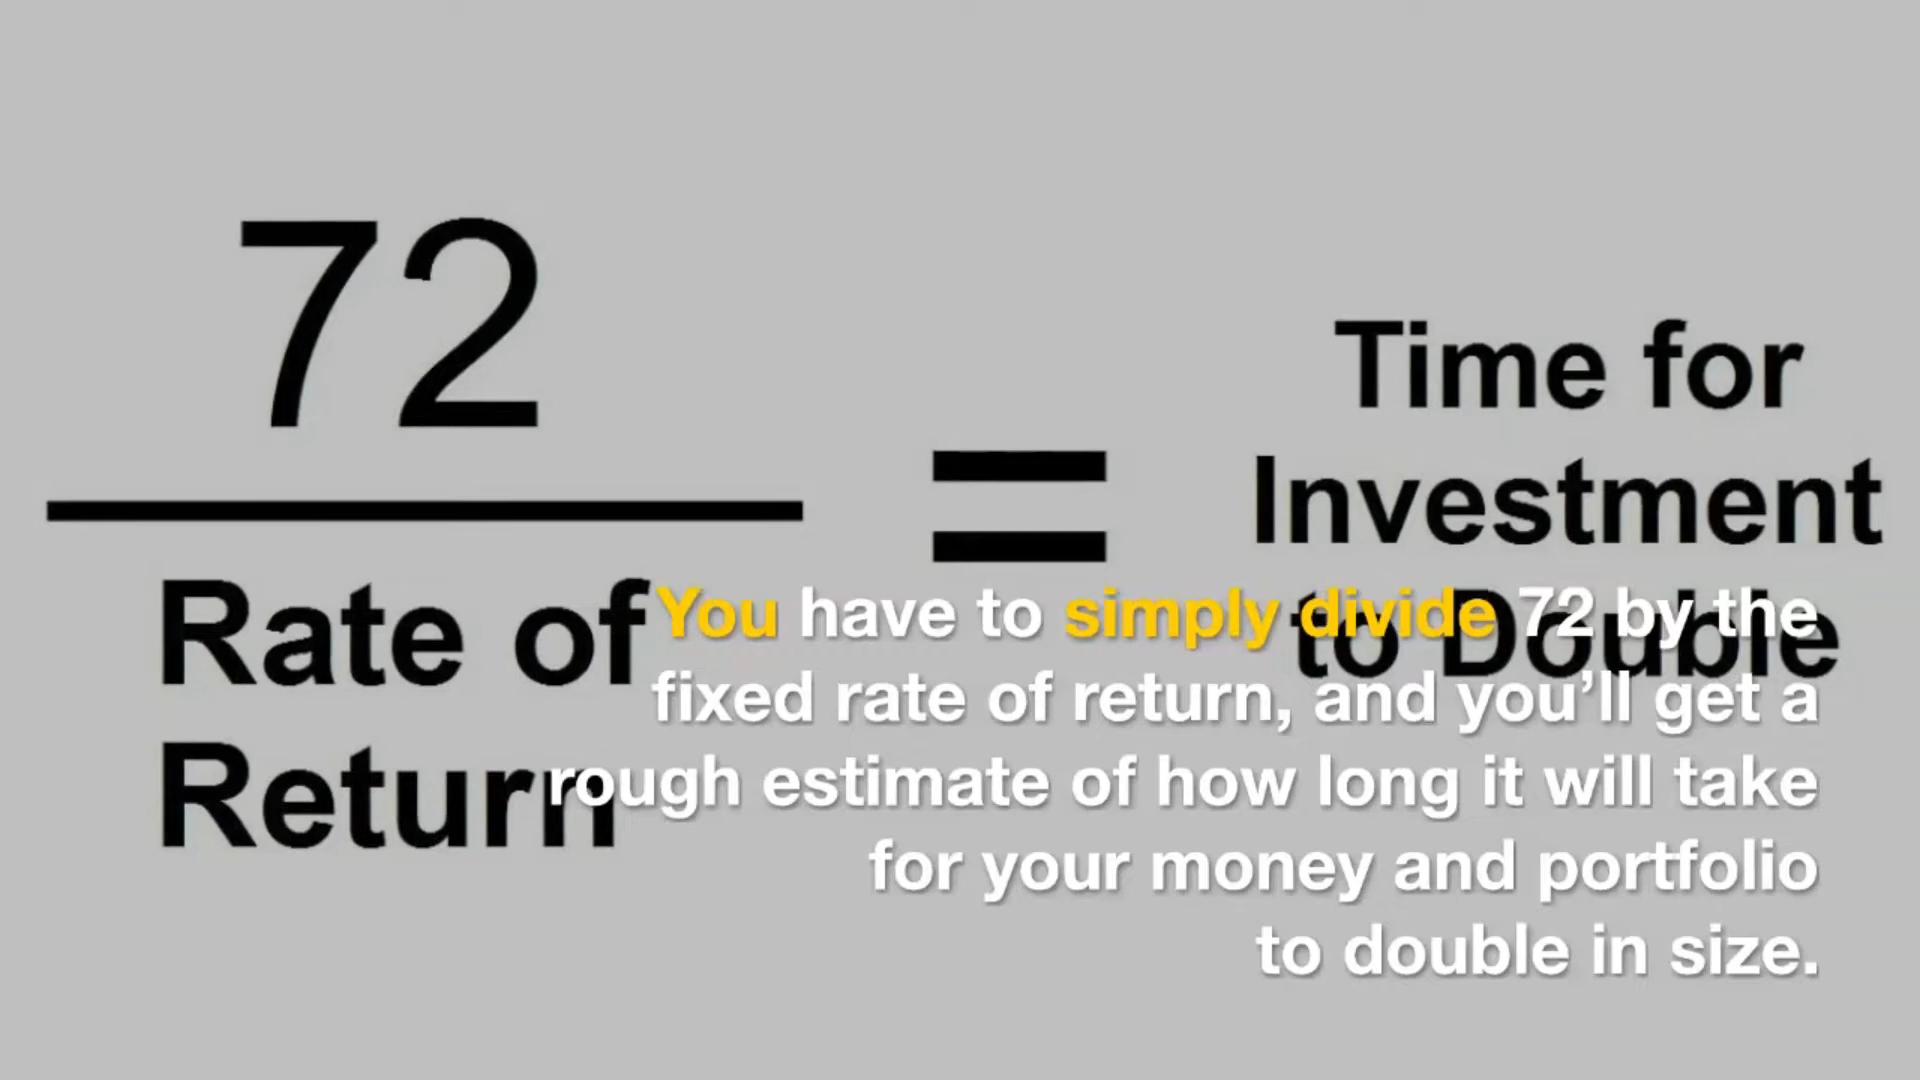 72
Rate of
Return
=
Time for
Investment
to Double
You have to simply divide 72 by the
fixed rate of return, and you’ll get a
rough estimate of how long it will take
for your money and portfolio
to double in size.